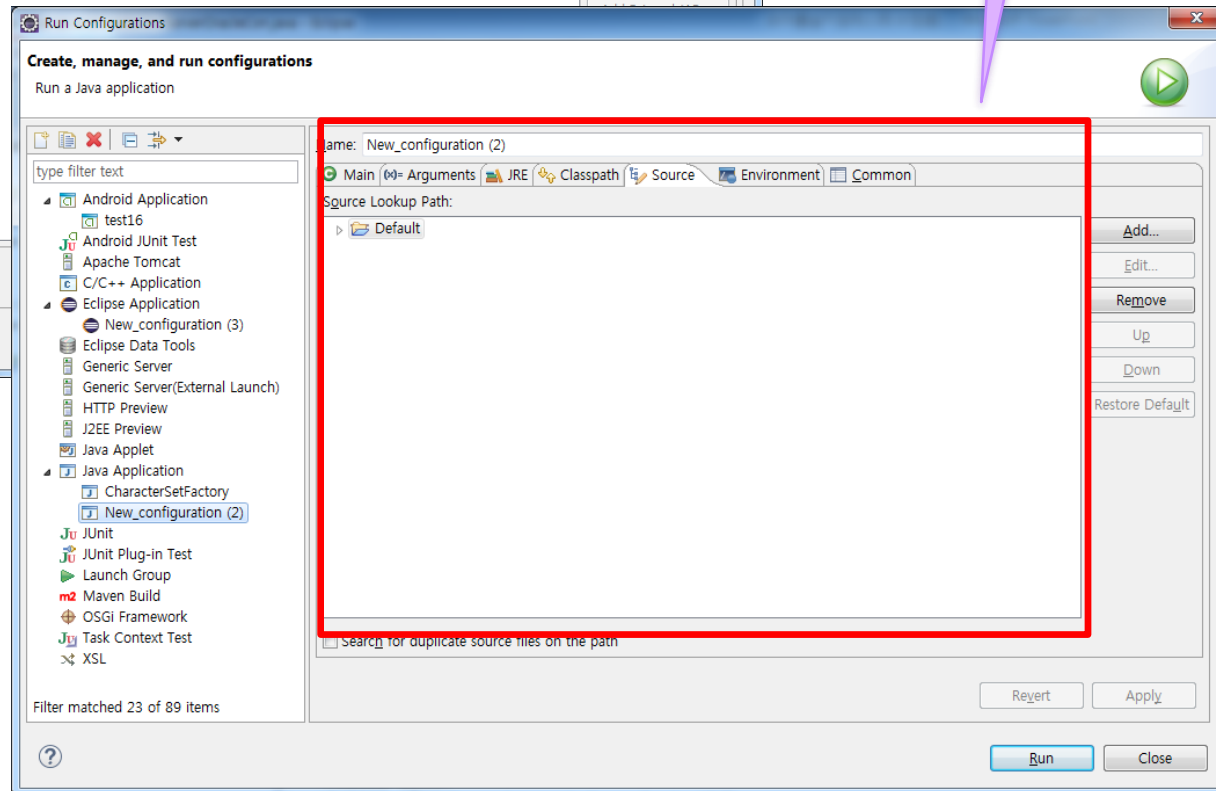 Run Configurations
Create, manage, and run configurations
Run a Java application
type filter text
Android Application
test16
Android JUnit Test
Apache Tomcat
C/C++ Application
Eclipse Application
New_configuration (3)
Eclipse Data Tools
Generic Server
Generic Server(External Launch)
HTTP Preview
J2EE Preview
Java Applet
Java Application
CharacterSetFactory
New_configuration (2)
JUnit
JUnit Plug-in Test
Launch Group
m2 Maven Build
OSGi Framework
Task Context Test
XSL
Filter matched 23 of 89 items
Name: New_configuration (2)
Main (x)= Arguments JRE Classpath Source Environment Common
Source Lookup Path:
Default
Add...
Edit...
Remove
Up
Down
Restore Default
Search for duplicate source files on the path
Revert Apply
Run Close